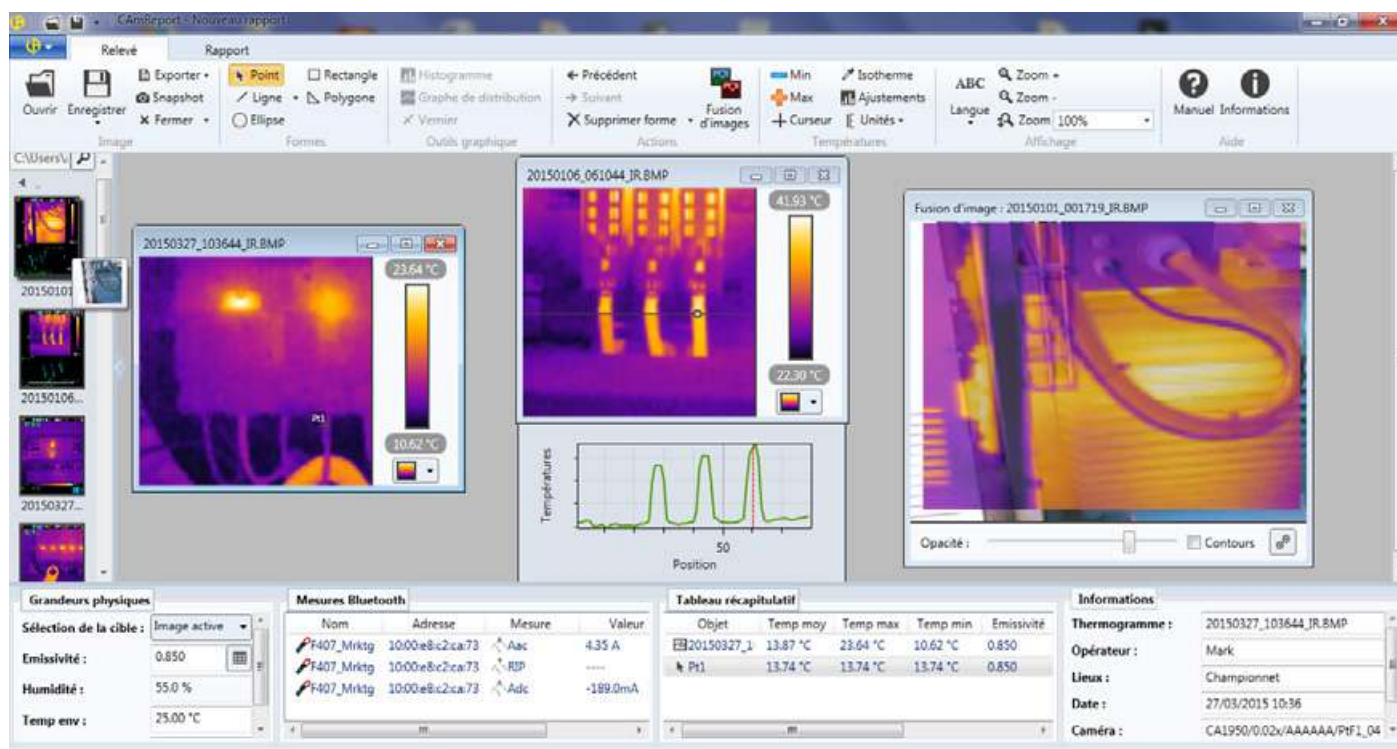 CAmReport - Nouveau rapport
Relevé Rapport
Ouvrir Enregistrer
Exporter
Snapshot
Fermer
Image
Point Rectangle
Ligne Polygone
Ellipse
Formes
Histogramme
Graphe de distribution
Vernier
Outils graphique
Précédent
Suivant
Supprimer forme
Fusion d'images
Actions
Min Isotherme
Max Ajustements
Curseur Unités
Températures
ABC
Langue
Zoom +
Zoom -
Zoom 100%
Affichage
Manuel Informations
Aide
C:\Users\
20150101
20150106...
20150327...
20150327_103644_IR.BMP
23.64 °C
Pt1
10.62 °C
20150106_061044_IR.BMP
41.93 °C
22.30 °C
Températures
50
Position
Fusion d'image : 20150101_001719_IR.BMP
Opacité :
Contours
Grandeurs physiques
Sélection de la cible : Image active
Emissivité : 0.850
Humidité : 55.0 %
Temp env : 25.00 °C
Mesures Bluetooth
Nom Adresse Mesure Valeur
F407_Mrktg 10:00:e8:c2:ca:73 Aac 4.35 A
F407_Mrktg 10:00:e8:c2:ca:73 RIP ----
F407_Mrktg 10:00:e8:c2:ca:73 Adc -189.0mA
Tableau récapitulatif
Objet Temp moy Temp max Temp min Emissivité
20150327_1 13.87 °C 23.64 °C 10.62 °C 0.850
Pt1 13.74 °C 13.74 °C 13.74 °C 0.850
Informations
Thermogramme : 20150327_103644_IR.BMP
Opérateur : Mark
Lieux : Championnet
Date : 27/03/2015 10:36
Caméra : CA1950/0.02x/AAAAAA/PtF1_04